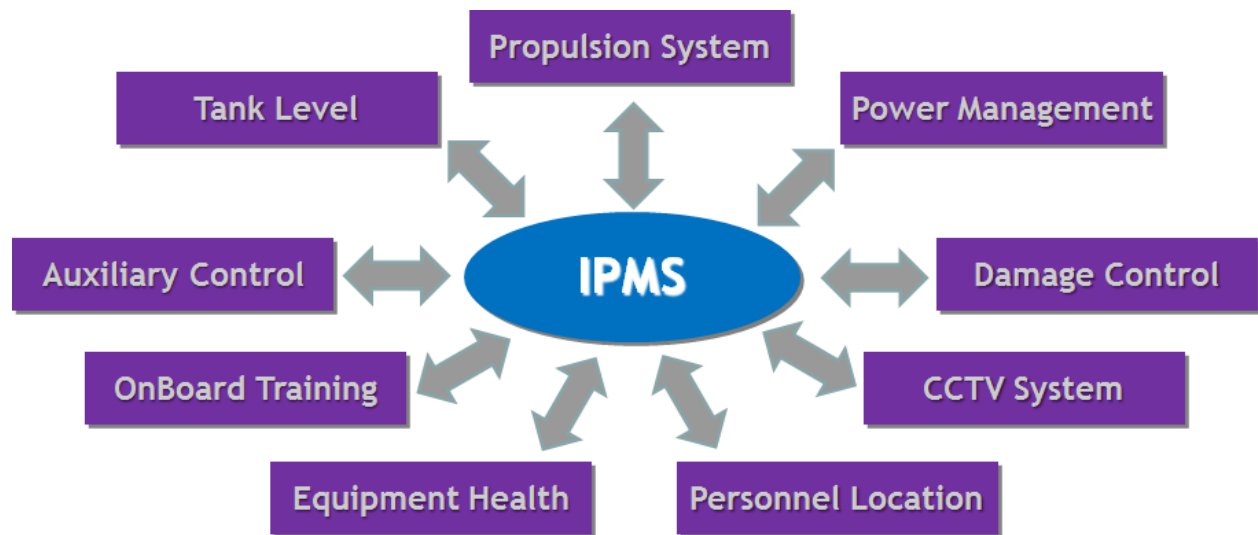 Propulsion System
Tank Level
Power Management
Auxiliary Control
IPMS
Damage Control
OnBoard Training
CCTV System
Equipment Health
Personnel Location